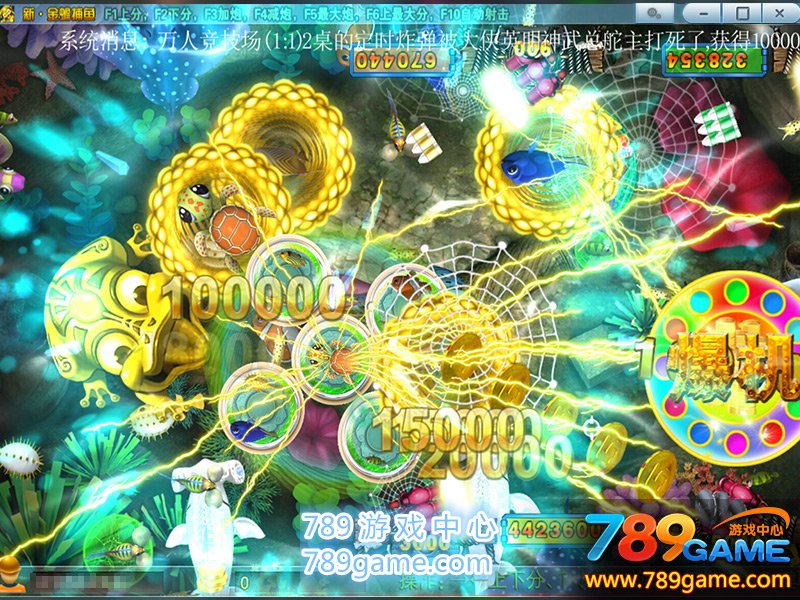 新·金蟾捕鱼 F1上分, F2下分, F3加炮, F4减炮, F5最大炮, F6上最大分, F10自动射击
系统消息: 万人竞技场(1:1)2桌的定时炸弹被大侠英明神武总舵主打死了,获得10000
670440
328354
100000
1
爆机
15000
20000
789游戏中心
789game.com
442360
789GAME
游戏中心
www.789game.com
0